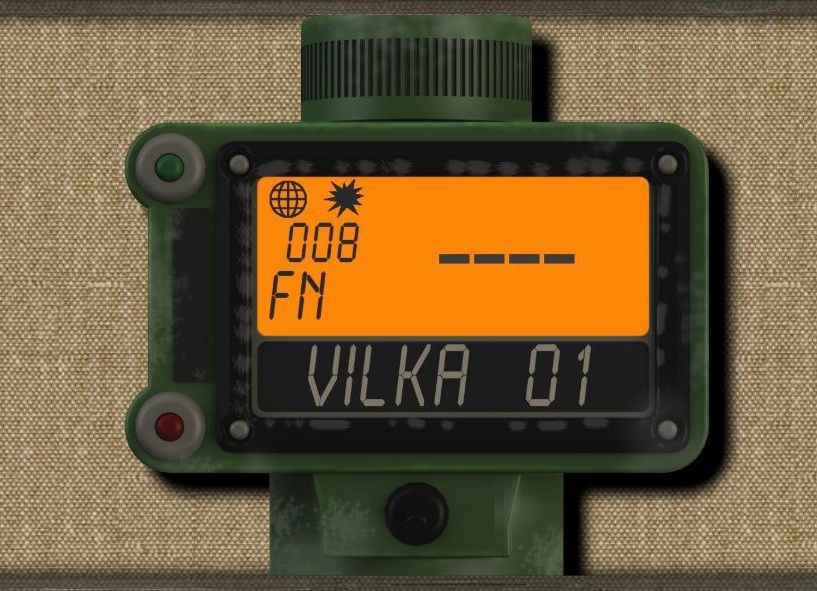 008
FN
----
VILKA 01